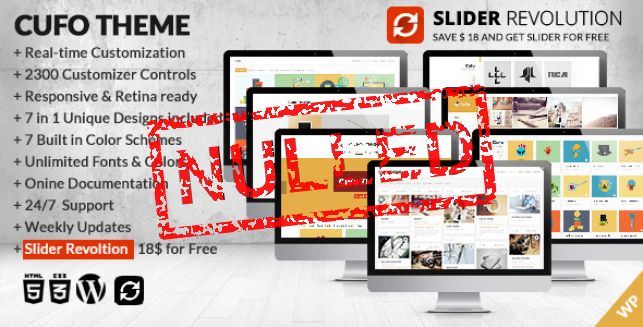 CUFO THEME
+ Real-time Customization
+ 2300 Customizer Controls
+ Responsive & Retina ready
+ 7 in 1 Unique Designs included
+ 7 Built in Color Schemes
+ Unlimited Fonts & Colors
+ Onine Documentation
+ 24/7 Support
+ Weekly Updates
+ Slider Revoltion 18$ for Free
HTML
CSS
SLIDER REVOLUTION
SAVE $ 18 AND GET SLIDER FOR FREE
NULLED
WP